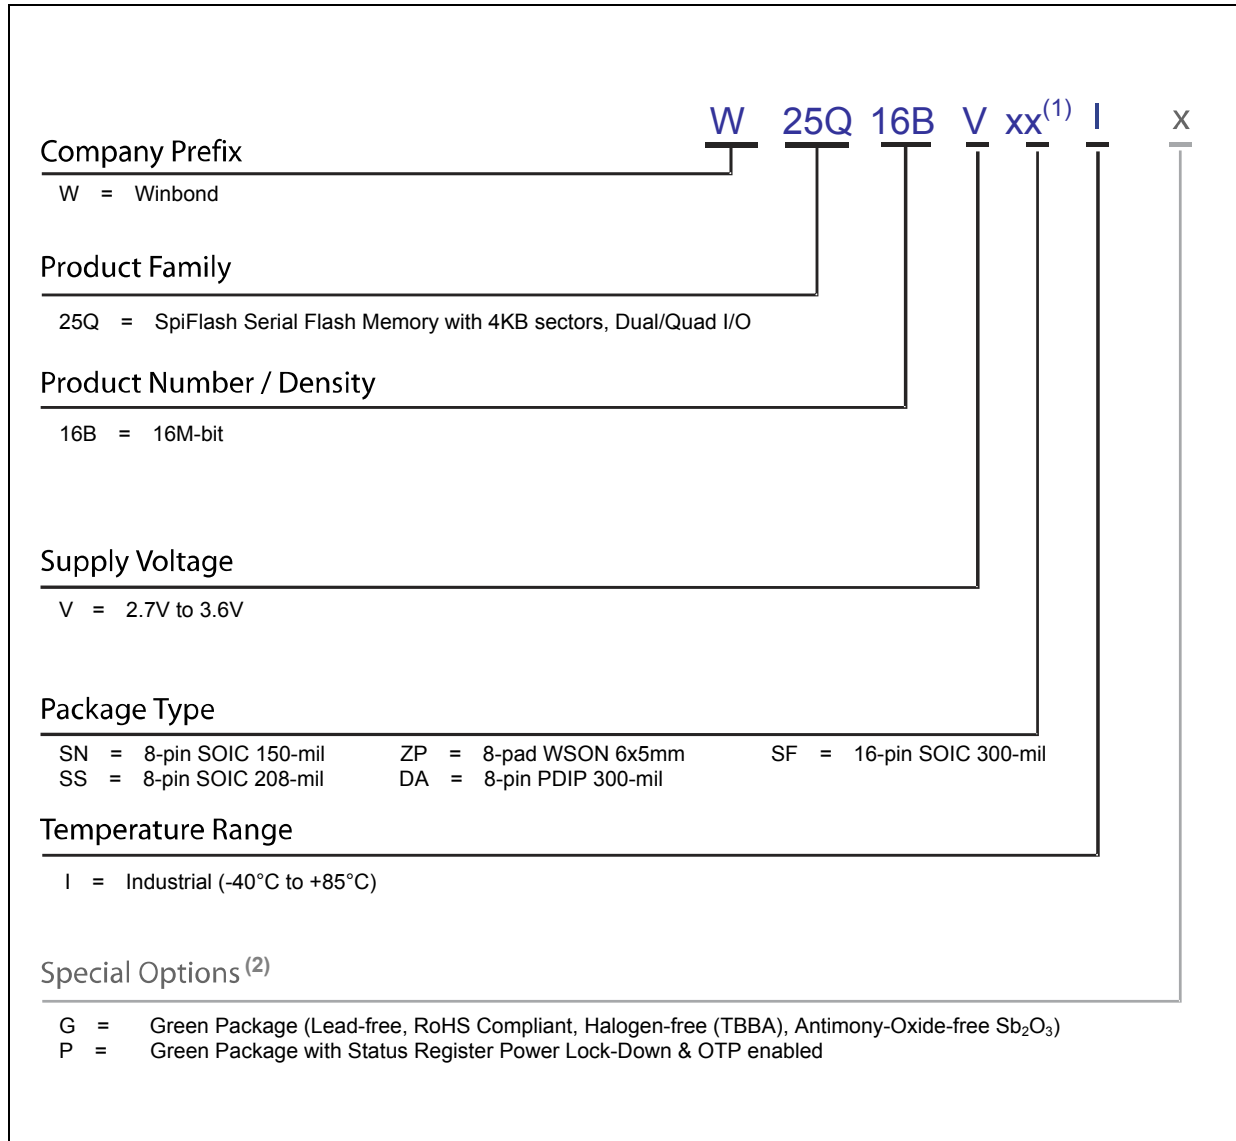 W 25Q 16B V xx(1) I x
Company Prefix
W = Winbond
Product Family
25Q = SpiFlash Serial Flash Memory with 4KB sectors, Dual/Quad I/O
Product Number / Density
16B = 16M-bit
Supply Voltage
V = 2.7V to 3.6V
Package Type
SN = 8-pin SOIC 150-mil ZP = 8-pad WSON 6x5mm SF = 16-pin SOIC 300-mil
SS = 8-pin SOIC 208-mil DA = 8-pin PDIP 300-mil
Temperature Range
I = Industrial (-40°C to +85°C)
Special Options (2)
G = Green Package (Lead-free, RoHS Compliant, Halogen-free (TBBA), Antimony-Oxide-free Sb₂O₃)
P = Green Package with Status Register Power Lock-Down & OTP enabled